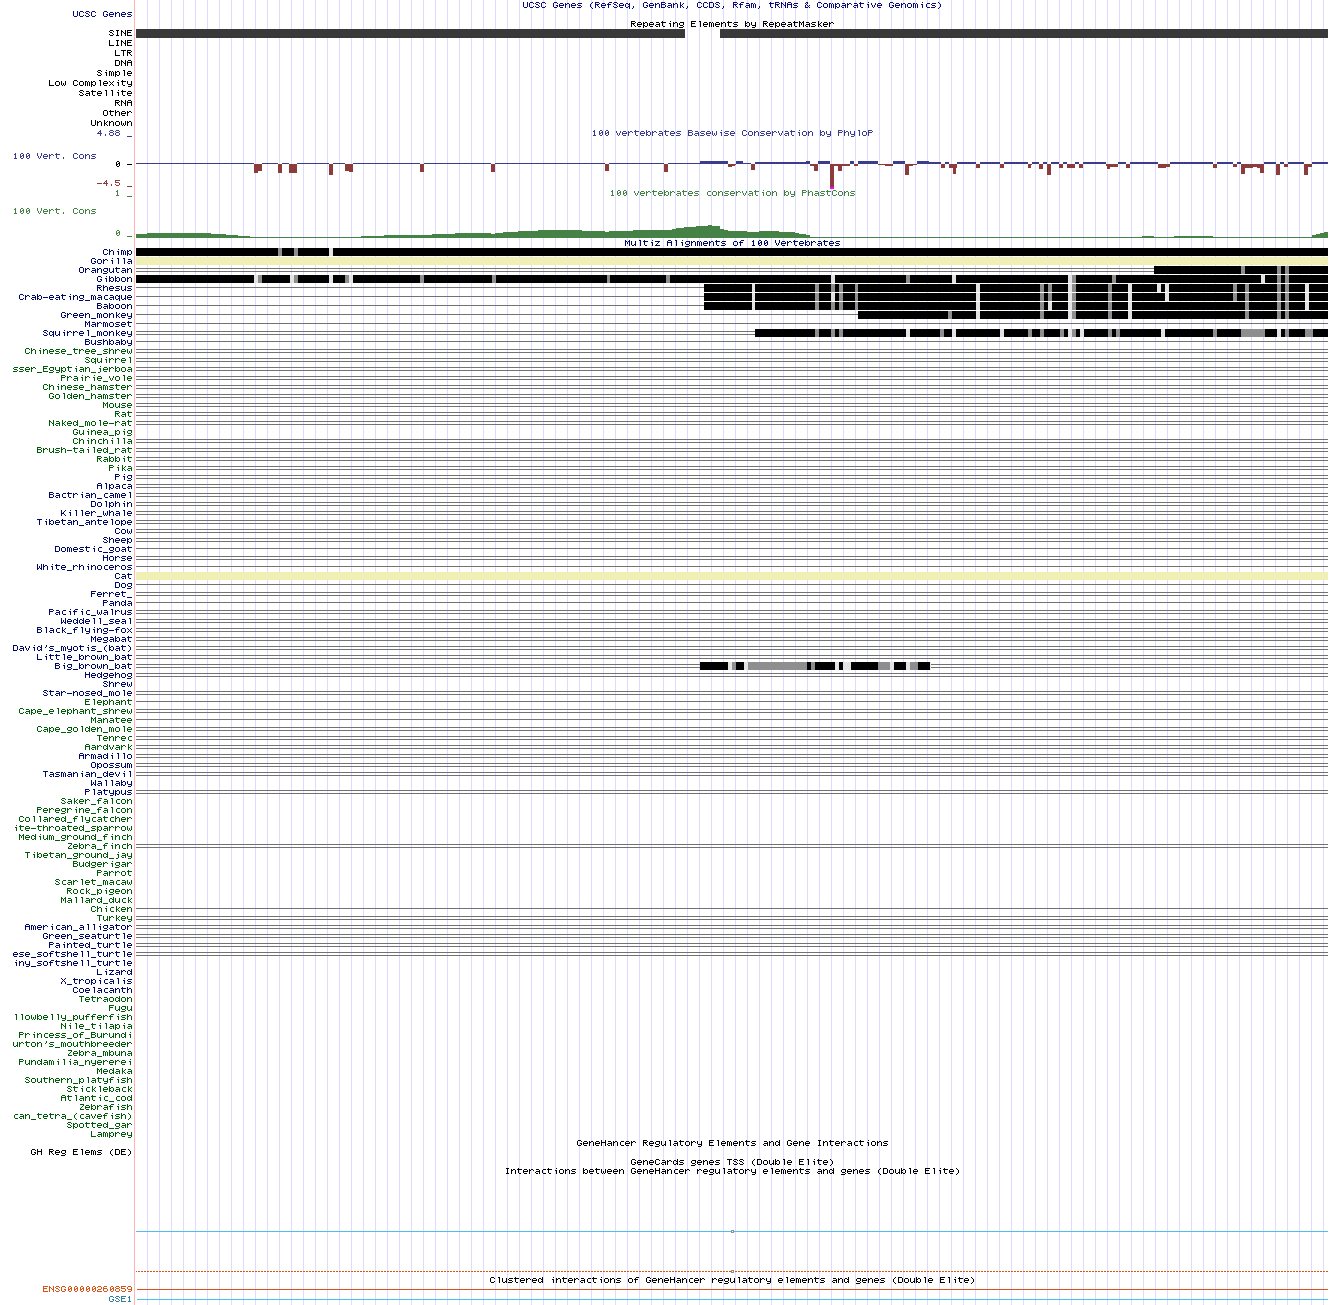 UCSC Genes (RefSeq, GenBank, CCDS, Rfam, tRNAs & Comparative Genomics)
UCSC Genes
Repeating Elements by RepeatMasker
SINE
LINE
LTR
DNA
Simple
Low Complexity
Satellite
RNA
Other
Unknown
4.88 _
100 vertebrates Basewise Conservation by PhyloP
100 Vert. Cons
0 -
-4.5 _
100 vertebrates conservation by PhastCons
1 _
100 Vert. Cons
0 _
Multiz Alignments of 100 Vertebrates
Chimp
Gorilla
Orangutan
Gibbon
Rhesus
Crab-eating_macaque
Baboon
Green_monkey
Marmoset
Squirrel_monkey
Bushbaby
Chinese_tree_shrew
Squirrel
sser_Egyptian_jerboa
Prairie_vole
Chinese_hamster
Golden_hamster
Mouse
Rat
Naked_mole-rat
Guinea_pig
Chinchilla
Brush-tailed_rat
Rabbit
Pika
Pig
Alpaca
Bactrian_camel
Dolphin
Killer_whale
Tibetan_antelope
Cow
Sheep
Domestic_goat
Horse
White_rhinoceros
Cat
Dog
Ferret_
Panda
Pacific_walrus
Weddell_seal
Black_flying-fox
Megabat
David's_myotis_(bat)
Little_brown_bat
Big_brown_bat
Hedgehog
Shrew
Star-nosed_mole
Elephant
Cape_elephant_shrew
Manatee
Cape_golden_mole
Tenrec
Aardvark
Armadillo
Opossum
Tasmanian_devil
Wallaby
Platypus
Saker_falcon
Peregrine_falcon
Collared_flycatcher
ite-throated_sparrow
Medium_ground_finch
Zebra_finch
Tibetan_ground_jay
Budgerigar
Parrot
Scarlet_macaw
Rock_pigeon
Mallard_duck
Chicken
Turkey
American_alligator
Green_seaturtle
Painted_turtle
ese_softshell_turtle
iny_softshell_turtle
Lizard
X_tropicalis
Coelacanth
Tetraodon
Fugu
llowbelly_pufferfish
Nile_tilapia
Princess_of_Burundi
urton's_mouthbreeder
Zebra_mbuna
Pundamilia_nyererei
Medaka
Southern_platyfish
Stickleback
Atlantic_cod
Zebrafish
can_tetra_(cavefish)
Spotted_gar
Lamprey
GeneHancer Regulatory Elements and Gene Interactions
GH Reg Elems (DE)
GeneCards genes TSS (Double Elite)
Interactions between GeneHancer regulatory elements and genes (Double Elite)
Clustered interactions of GeneHancer regulatory elements and genes (Double Elite)
ENSG00000260859
GSE1